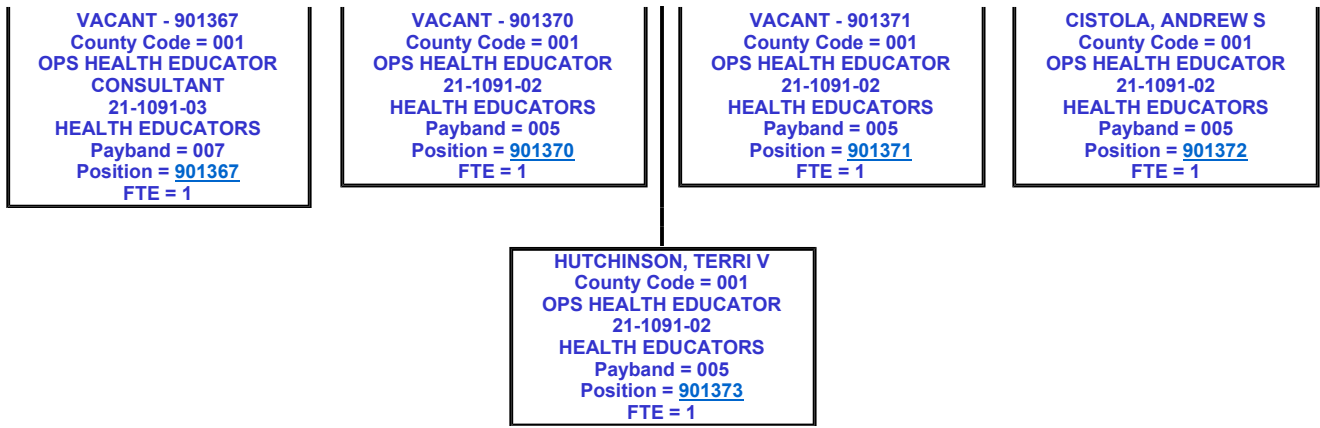 VACANT - 901367
County Code = 001
OPS HEALTH EDUCATOR
CONSULTANT
21-1091-03
HEALTH EDUCATORS
Payband = 007
Position = 901367
FTE = 1
VACANT - 901370
County Code = 001
OPS HEALTH EDUCATOR
21-1091-02
HEALTH EDUCATORS
Payband = 005
Position = 901370
FTE = 1
VACANT - 901371
County Code = 001
OPS HEALTH EDUCATOR
21-1091-02
HEALTH EDUCATORS
Payband = 005
Position = 901371
FTE = 1
CISTOLA, ANDREW S
County Code = 001
OPS HEALTH EDUCATOR
21-1091-02
HEALTH EDUCATORS
Payband = 005
Position = 901372
FTE = 1
HUTCHINSON, TERRI V
County Code = 001
OPS HEALTH EDUCATOR
21-1091-02
HEALTH EDUCATORS
Payband = 005
Position = 901373
FTE = 1